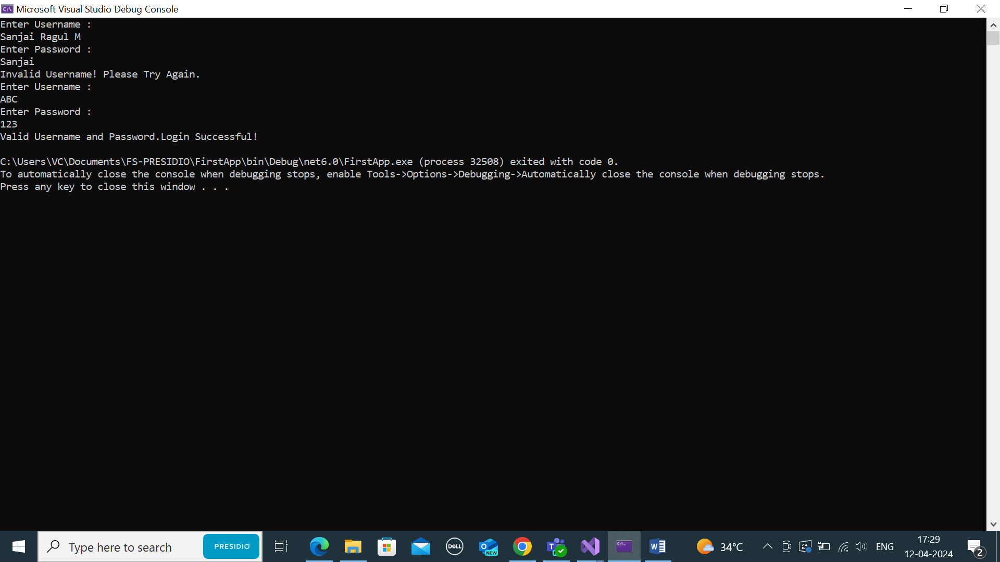 Microsoft Visual Studio Debug Console
Enter Username :
Sanjai Ragul M
Enter Password :
Sanjai
Invalid Username! Please Try Again.
Enter Username :
ABC
Enter Password :
123
Valid Username and Password.Login Successful!
C:\Users\VC\Documents\FS-PRESIDIO\FirstApp\bin\Debug\net6.0\FirstApp.exe (process 32508) exited with code 0.
To automatically close the console when debugging stops, enable Tools->Options->Debugging->Automatically close the console when debugging stops.
Press any key to close this window . . .
Type here to search
PRESIDIO
DELL
NEW
34°C
ENG
17:29
12-04-2024
2